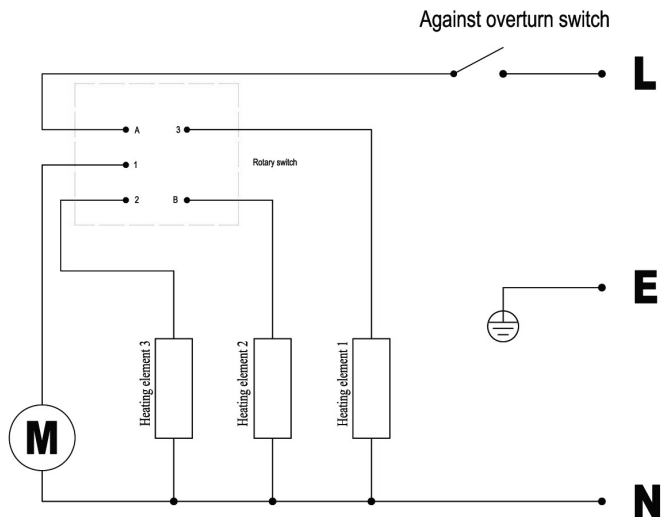 Against overturn switch
L
A
3
1
Rotary switch
2
B
E
Heating element 3
Heating element 2
Heating element 1
M
N